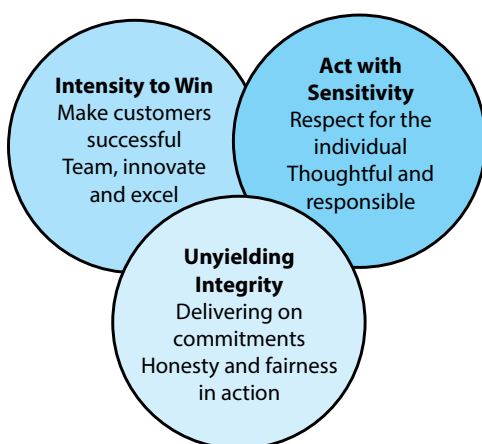 Intensity to Win
Make customers
successful
Team, innovate
and excel
Act with
Sensitivity
Respect for the
individual
Thoughtful and
responsible
Unyielding
Integrity
Delivering on
commitments
Honesty and fairness
in action